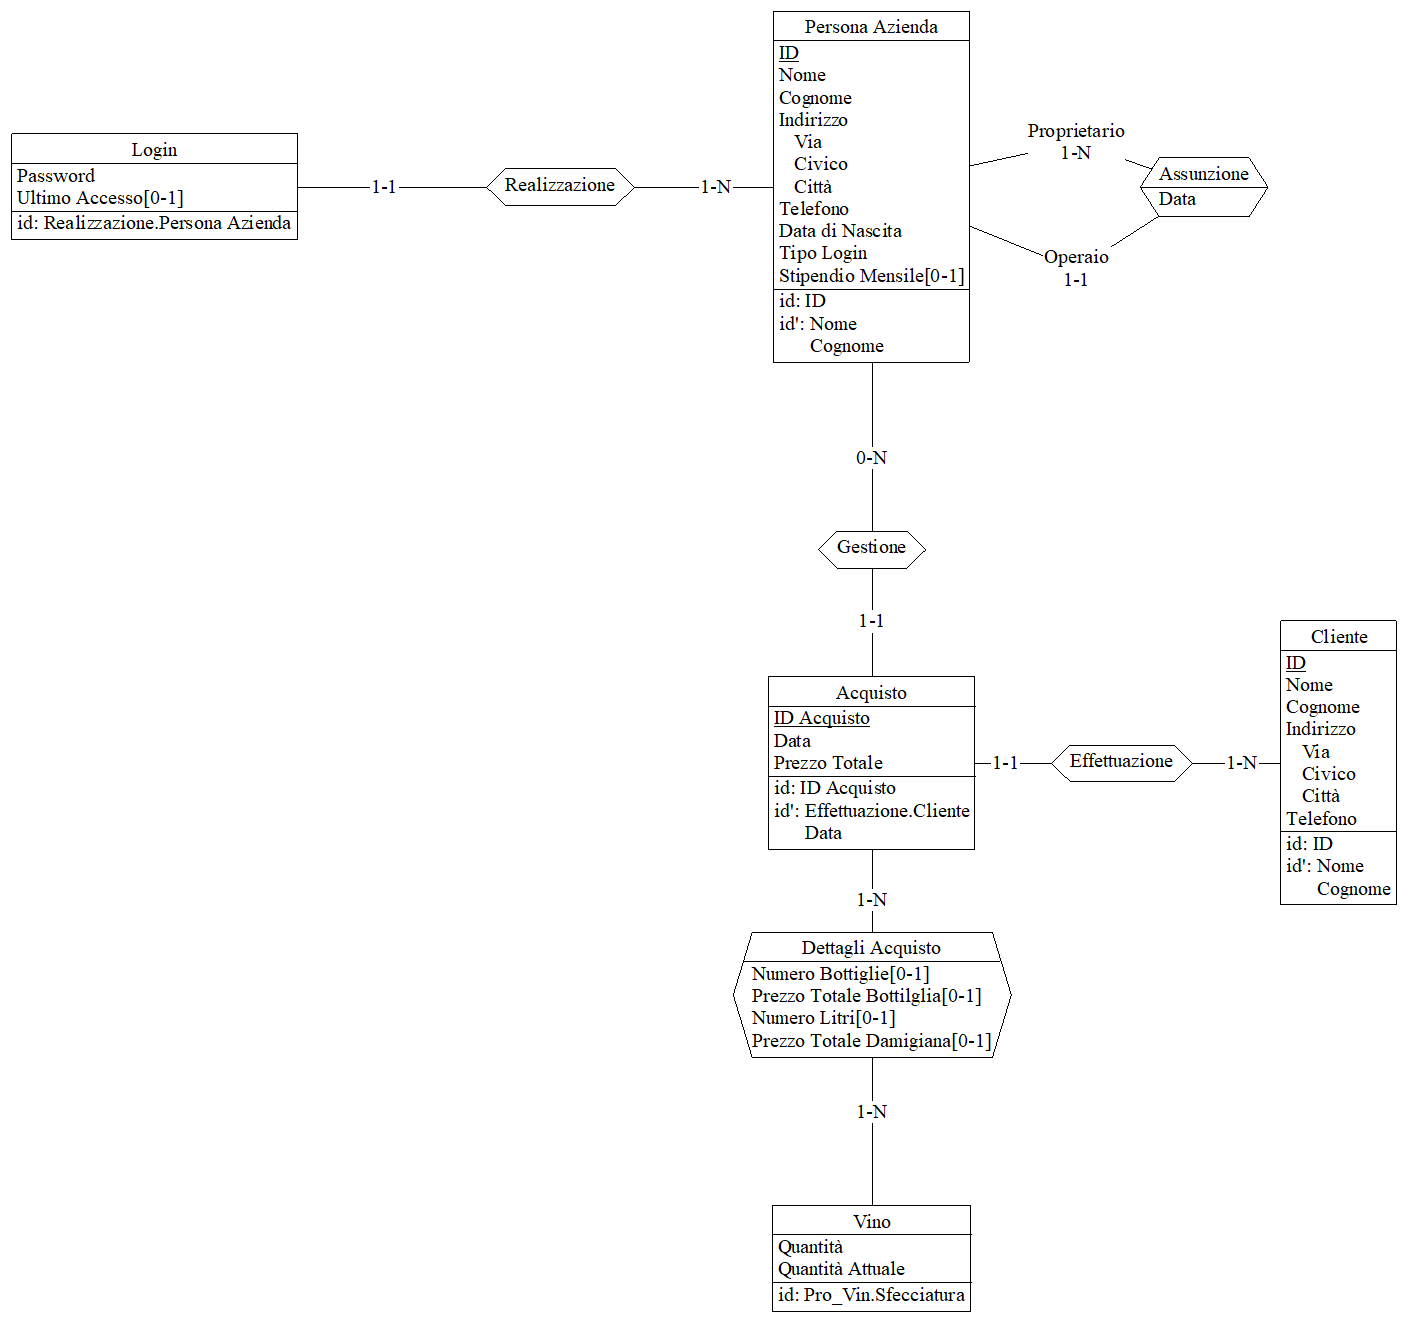 Persona Azienda
ID
Nome
Cognome
Indirizzo
Via
Civico
Città
Telefono
Data di Nascita
Tipo Login
Stipendio Mensile[0-1]
id: ID
id': Nome
Cognome
Proprietario
1-N
Assunzione
Data
Operaio
1-1
Login
Password
Ultimo Accesso[0-1]
id: Realizzazione.Persona Azienda
1-1
Realizzazione
1-N
0-N
Gestione
1-1
Acquisto
ID Acquisto
Data
Prezzo Totale
id: ID Acquisto
id': Effettuazione.Cliente
Data
1-1
Effettuazione
1-N
Cliente
ID
Nome
Cognome
Indirizzo
Via
Civico
Città
Telefono
id: ID
id': Nome
Cognome
1-N
Dettagli Acquisto
Numero Bottiglie[0-1]
Prezzo Totale Bottilglia[0-1]
Numero Litri[0-1]
Prezzo Totale Damigiana[0-1]
1-N
Vino
Quantità
Quantità Attuale
id: Pro_Vin.Sfecciatura